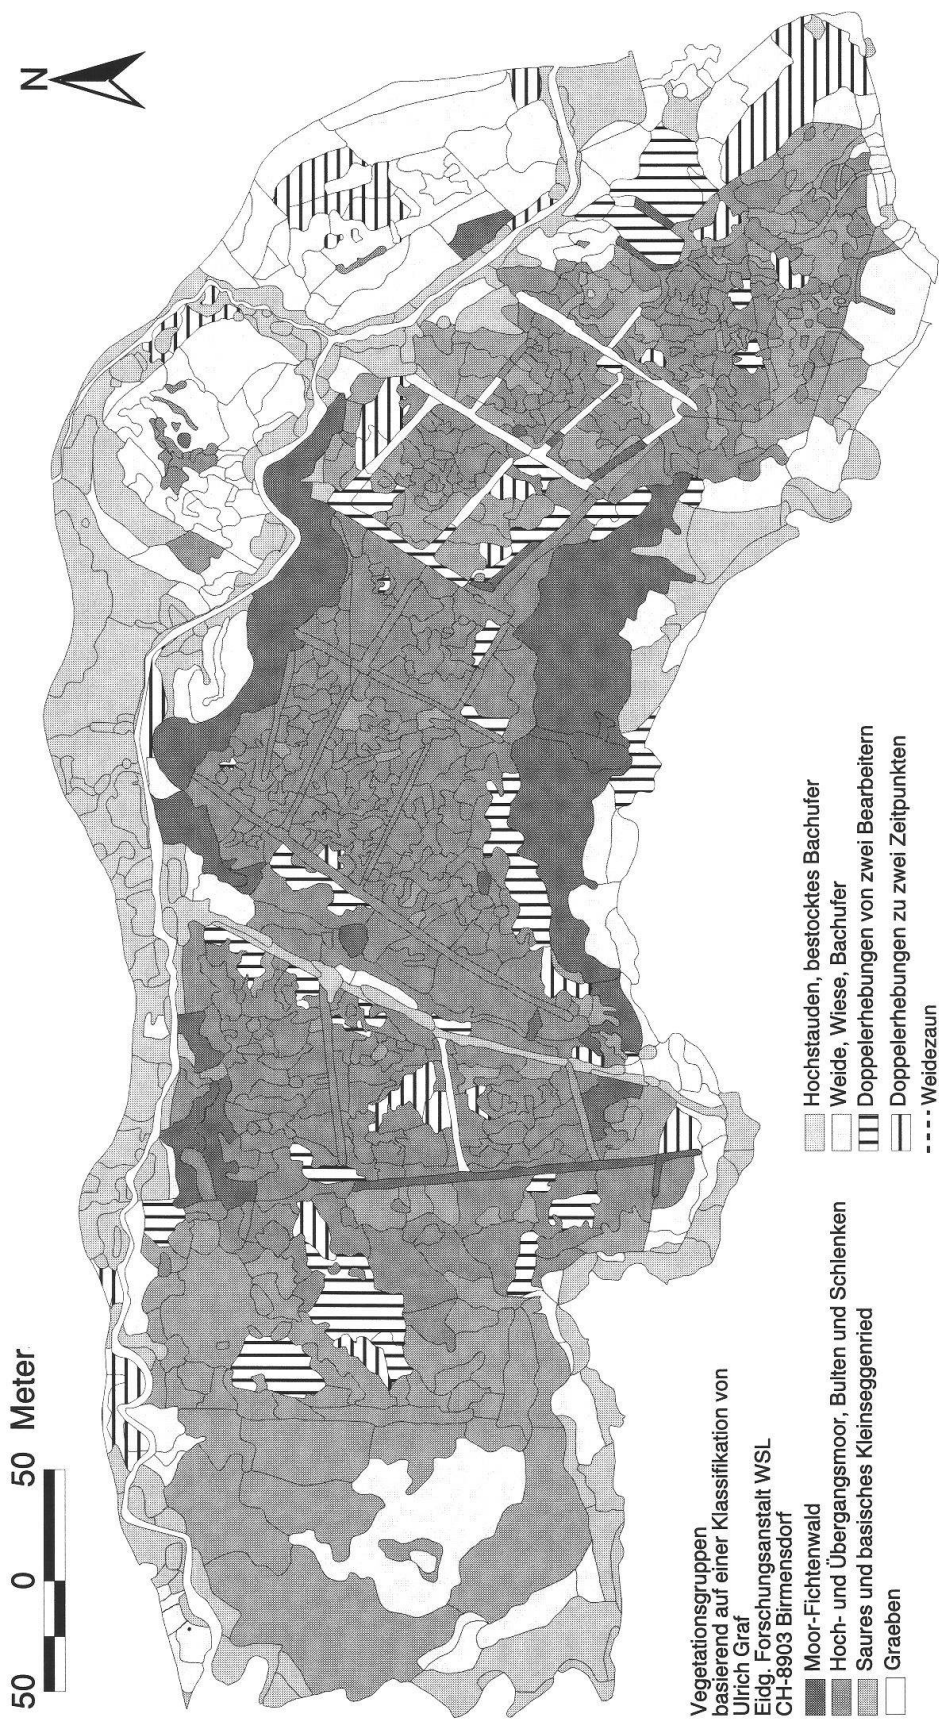 N
50 0 50 Meter
Vegetationsgruppen
basierend auf einer Klassifikation von
Ulrich Graf
Eidg. Forschungsanstalt WSL
CH-8903 Birmensdorf
Moor-Fichtenwald
Hoch- und Übergangsmoor, Bulten und Schlenken
Saures und basisches Kleinseggenried
Graeben
Hochstauden, bestocktes Bachufer
Weide, Wiese, Bachufer
Doppelerhebungen von zwei Bearbeitern
Doppelerhebungen zu zwei Zeitpunkten
Weidezaun